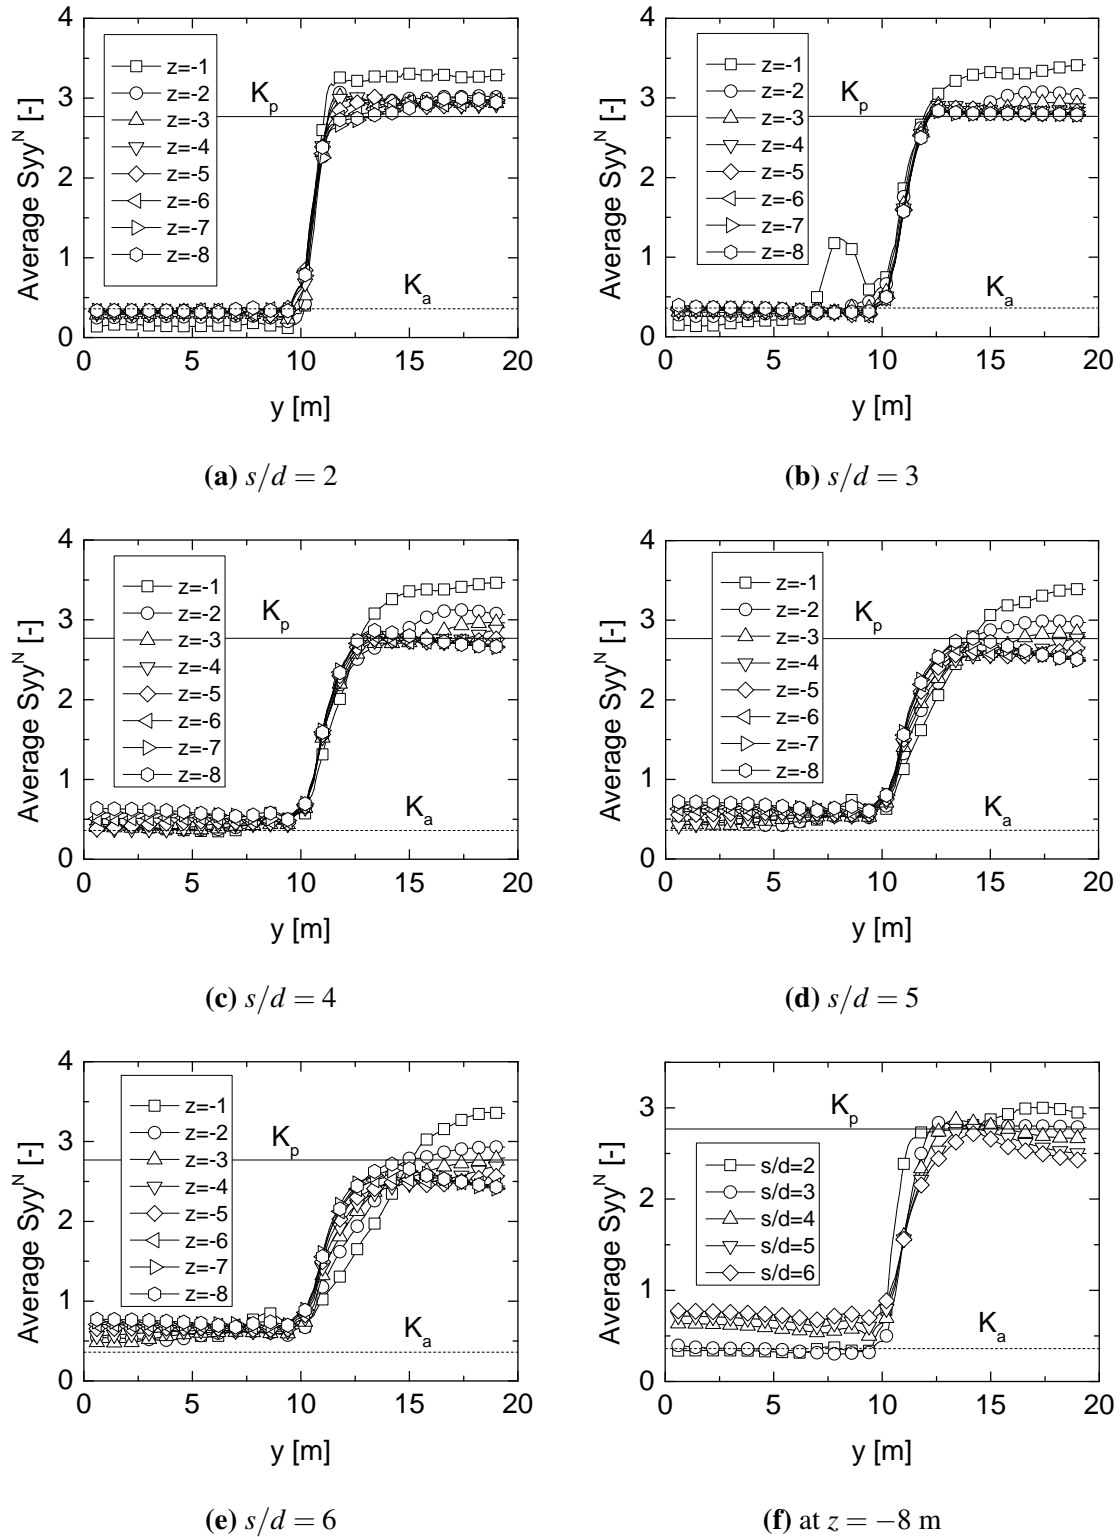 4
3
2
1
0
Average Syy^N [-]
z=-1
z=-2
z=-3
z=-4
z=-5
z=-6
z=-7
z=-8
K_p
K_a
0 5 10 15 20
y [m]
(a) s/d = 2
4
3
2
1
0
Average Syy^N [-]
z=-1
z=-2
z=-3
z=-4
z=-5
z=-6
z=-7
z=-8
K_p
K_a
0 5 10 15 20
y [m]
(b) s/d = 3
4
3
2
1
0
Average Syy^N [-]
z=-1
z=-2
z=-3
z=-4
z=-5
z=-6
z=-7
z=-8
K_p
K_a
0 5 10 15 20
y [m]
(c) s/d = 4
4
3
2
1
0
Average Syy^N [-]
z=-1
z=-2
z=-3
z=-4
z=-5
z=-6
z=-7
z=-8
K_p
K_a
0 5 10 15 20
y [m]
(d) s/d = 5
4
3
2
1
0
Average Syy^N [-]
z=-1
z=-2
z=-3
z=-4
z=-5
z=-6
z=-7
z=-8
K_p
K_a
0 5 10 15 20
y [m]
(e) s/d = 6
3
2
1
0
Average Syy^N [-]
K_p
s/d=2
s/d=3
s/d=4
s/d=5
s/d=6
K_a
0 5 10 15 20
y [m]
(f) at z = −8 m